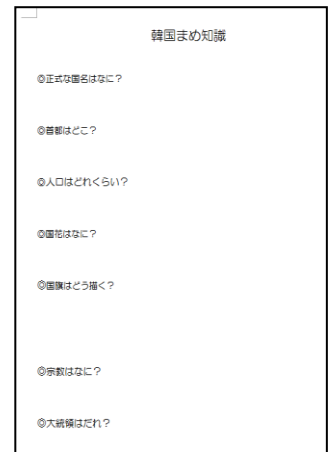 韓国まめ知識
◎正式な国名はなに？
◎首都はどこ？
◎人口はどれくらい？
◎国花はなに？
◎国旗はどう描く？
◎宗教はなに？
◎大統領はだれ？